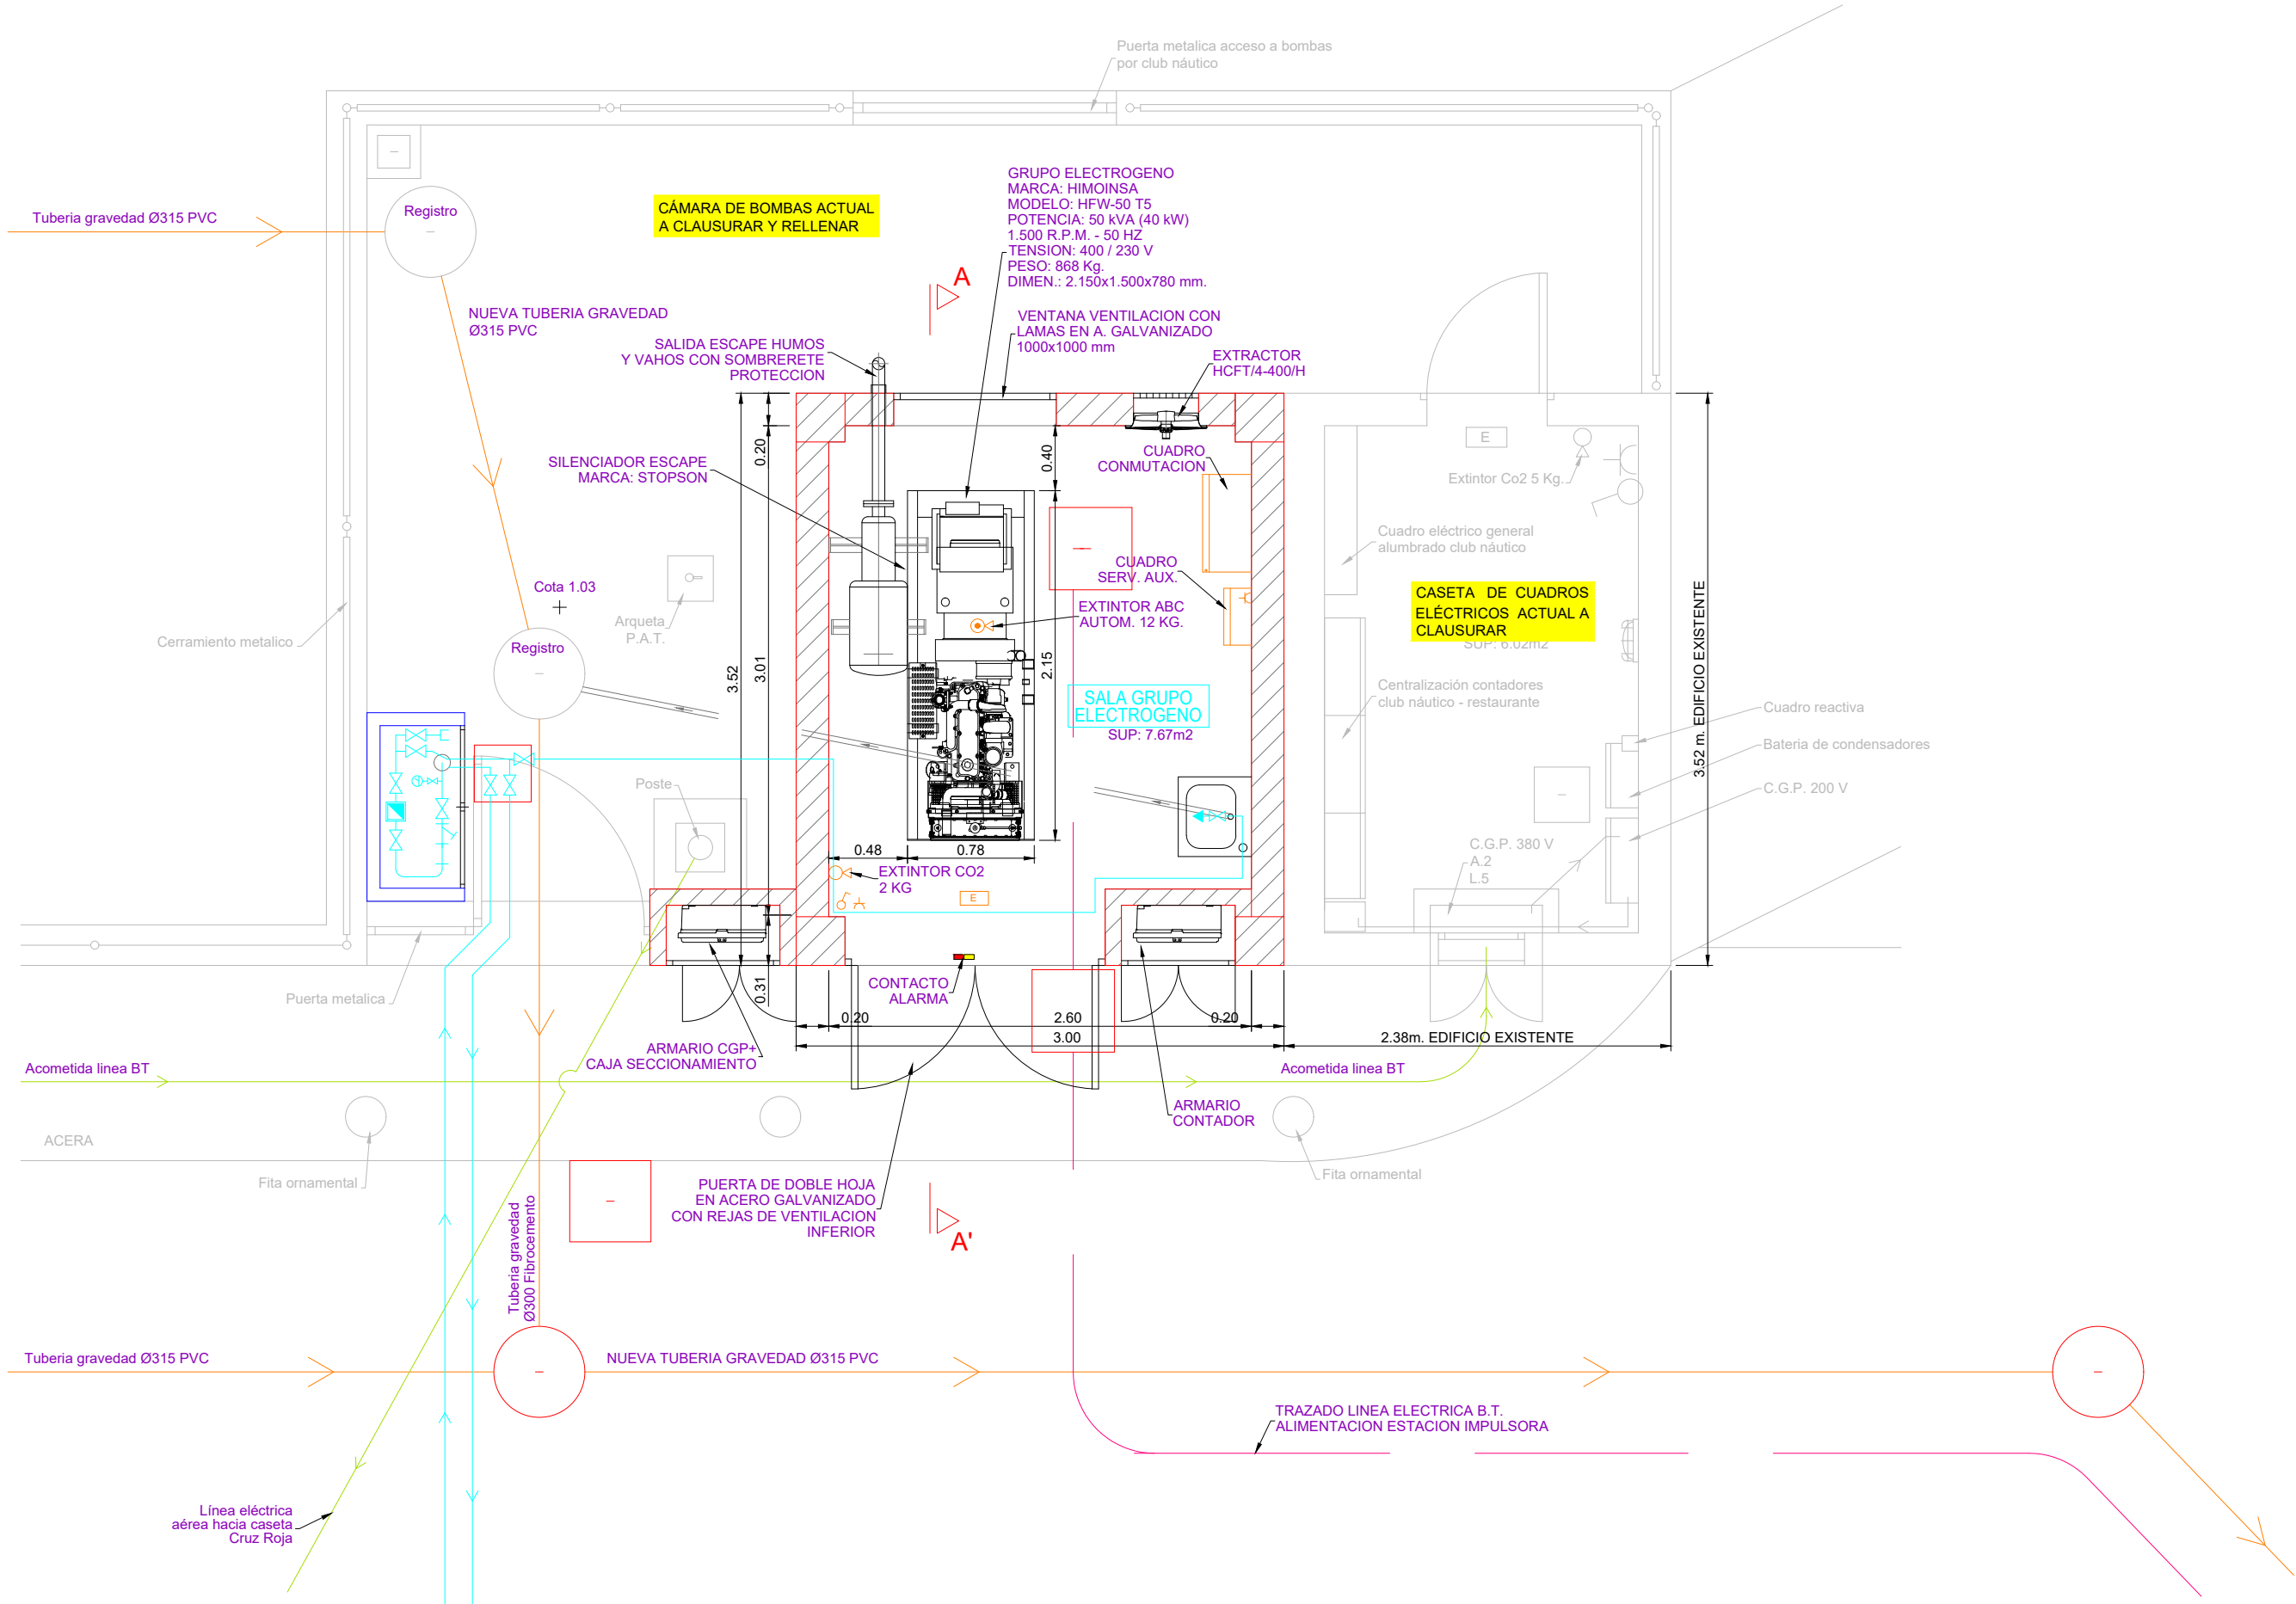 Puerta metalica acceso a bombas
por club náutico
GRUPO ELECTROGENO
MARCA: HIMOINSA
MODELO: HFW-50 T5
POTENCIA: 50 kVA (40 kW)
1.500 R.P.M. - 50 HZ
TENSION: 400 / 230 V
PESO: 868 Kg.
DIMEN.: 2.150x1.500x780 mm.
CÁMARA DE BOMBAS ACTUAL
A CLAUSURAR Y RELLENAR
Tuberia gravedad Ø315 PVC
Registro
A
NUEVA TUBERIA GRAVEDAD
Ø315 PVC
VENTANA VENTILACION CON
LAMAS EN A. GALVANIZADO
1000x1000 mm
SALIDA ESCAPE HUMOS
Y VAHOS CON SOMBRERETE
PROTECCION
EXTRACTOR
HCFT/4-400/H
SILENCIADOR ESCAPE
MARCA: STOPSON
0.20
0.40
CUADRO
CONMUTACION
E
Extintor Co2 5 Kg.
Cuadro eléctrico general
alumbrado club náutico
CUADRO
SERV. AUX.
EXTINTOR ABC
AUTOM. 12 KG.
CASETA DE CUADROS
ELÉCTRICOS ACTUAL A
CLAUSURAR
SUP: 6.02m2
Cota 1.03
Arqueta
P.A.T.
Cerramiento metalico
Registro
3.52
3.01
2.15
3.52 m. EDIFICIO EXISTENTE
SALA GRUPO
ELECTROGENO
SUP: 7.67m2
Centralización contadores
club náutico - restaurante
Cuadro reactiva
Bateria de condensadores
C.G.P. 200 V
Poste
C.G.P. 380 V
A.2
L.5
0.48
0.78
EXTINTOR CO2
2 KG
E
Puerta metalica
0.31
CONTACTO
ALARMA
0.20
2.60
0.20
3.00
2.38m. EDIFICIO EXISTENTE
ARMARIO CGP+
CAJA SECCIONAMIENTO
Acometida linea BT
Acometida linea BT
ARMARIO
CONTADOR
ACERA
Fita ornamental
Fita ornamental
PUERTA DE DOBLE HOJA
EN ACERO GALVANIZADO
CON REJAS DE VENTILACION
INFERIOR
A'
Tuberia gravedad
Ø300 Fibrocemento
Tuberia gravedad Ø315 PVC
NUEVA TUBERIA GRAVEDAD Ø315 PVC
TRAZADO LINEA ELECTRICA B.T.
ALIMENTACION ESTACION IMPULSORA
Línea eléctrica
aérea hacia caseta
Cruz Roja